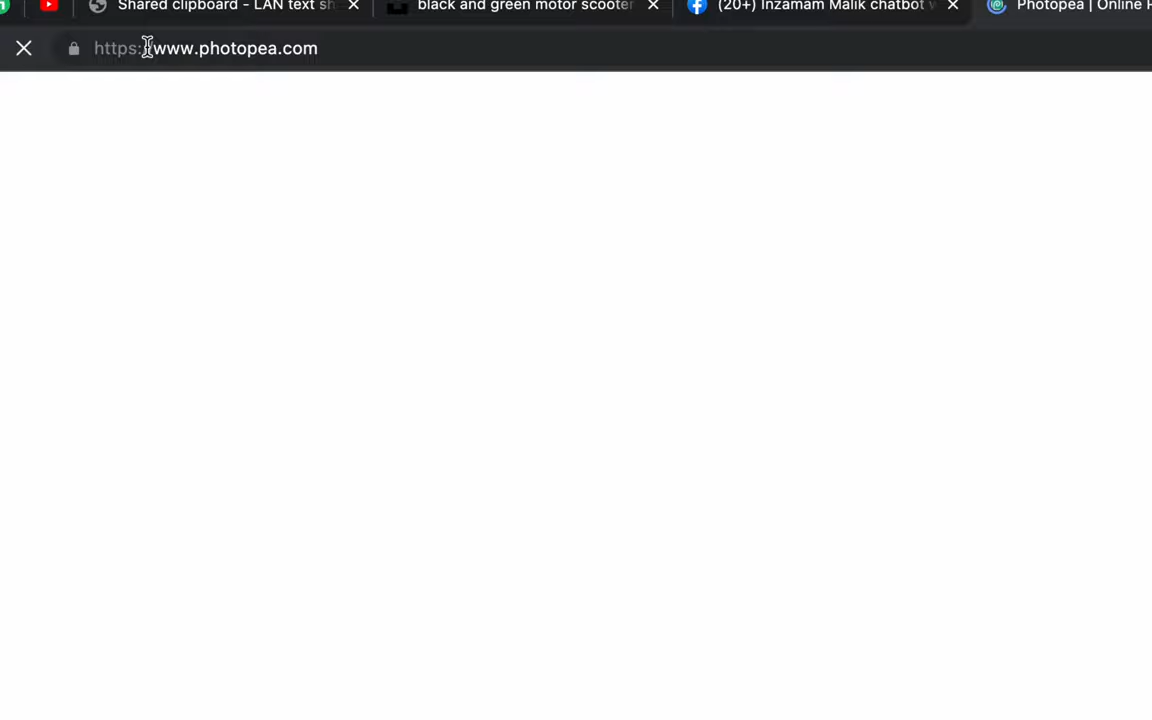 Shared clipboard - LAN text sh
black and green motor scooter
(20+) Inzamam Malik chatbot w
Photopea | Online
https://www.photopea.com